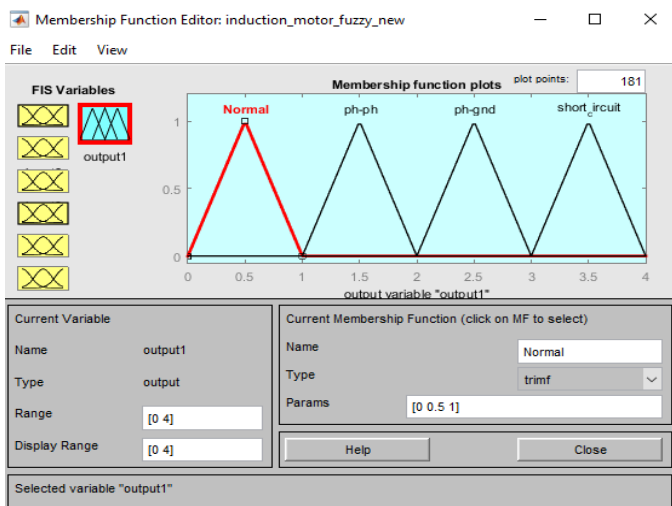 Membership Function Editor: induction_motor_fuzzy_new
File Edit View
FIS Variables
output1
Membership function plots
plot points:
181
Normal
ph-ph
ph-gnd
short_circuit
1
0.5
0
0 0.5 1 1.5 2 2.5 3 3.5 4
output variable "output1"
Current Variable
Name output1
Type output
Range [0 4]
Display Range [0 4]
Current Membership Function (click on MF to select)
Name Normal
Type trimf
Params [0 0.5 1]
Help
Close
Selected variable "output1"